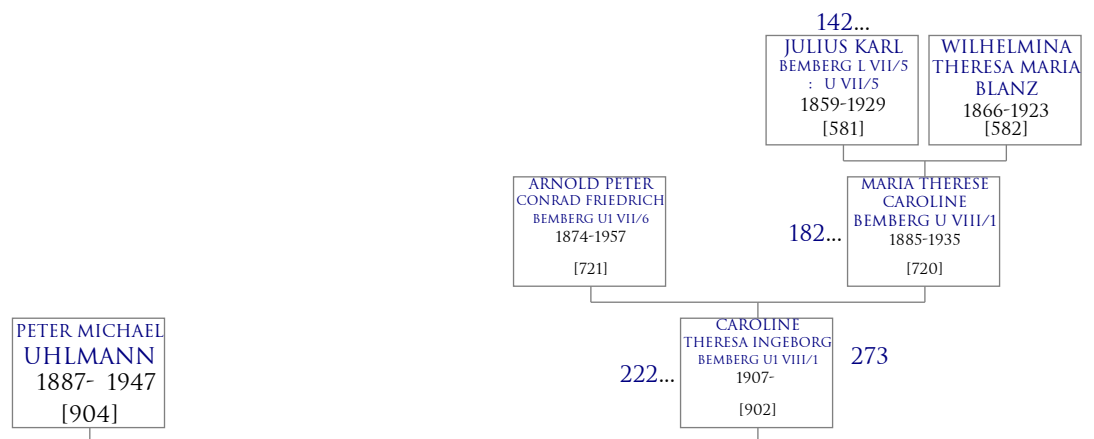 142...
JULIUS KARL
BEMBERG L VII/5
: U VII/5
1859-1929
[581]
WILHELMINA
THERESA MARIA
BLANZ
1866-1923
[582]
ARNOLD PETER
CONRAD FRIEDRICH
BEMBERG U1 VII/6
1874-1957
[721]
182...
MARIA THERESE
CAROLINE
BEMBERG U VIII/1
1885-1935
[720]
PETER MICHAEL
UHLMANN
1887- 1947
[904]
222...
CAROLINE
THERESA INGEBORG
BEMBERG U1 VIII/1
1907-
[902]
273